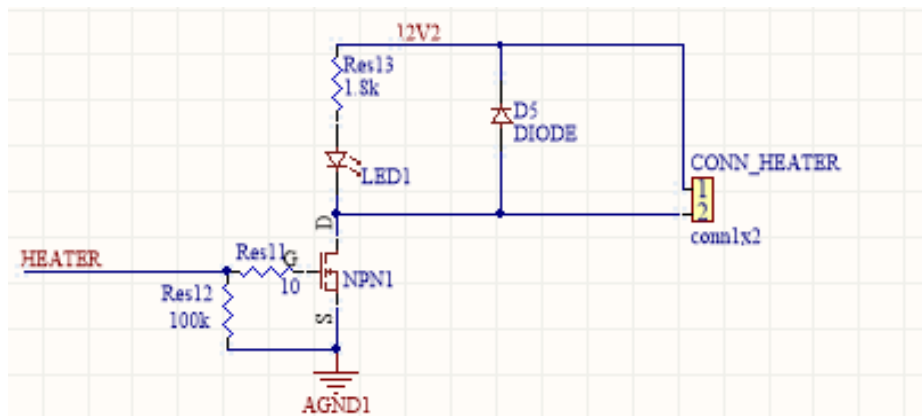 12V2
Res13
1.8k
D5
DIODE
LED1
CONN_HEATER
1
2
conn1x2
D
HEATER
Res11
G
10
NPN1
Res12
100k
S
AGND1